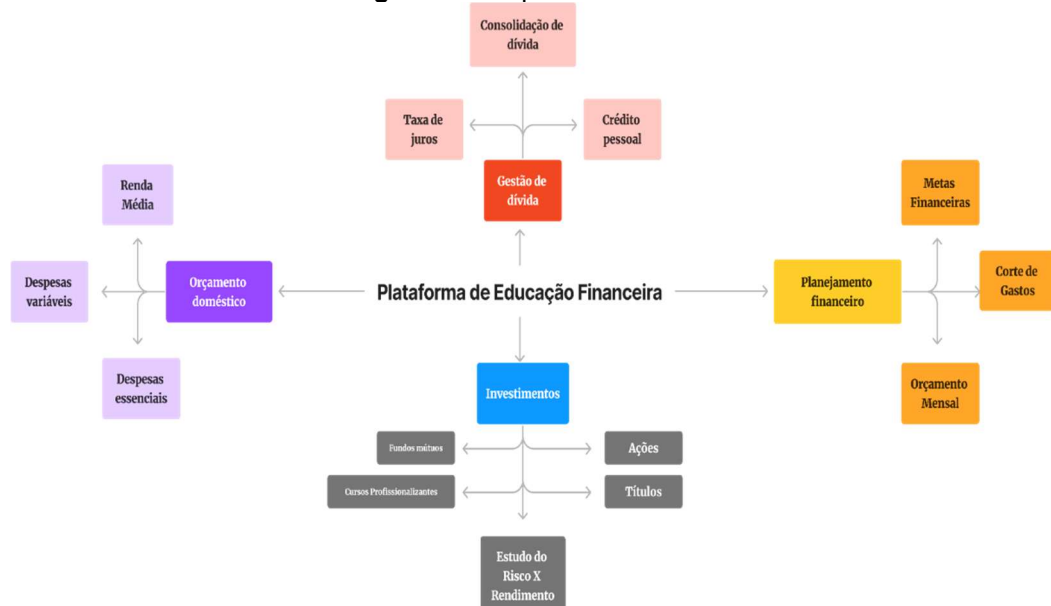 Consolidação de
dívida
Taxa de
juros
Crédito
pessoal
Gestão de
dívida
Renda
Média
Despesas
variáveis
Orçamento
doméstico
Despesas
essenciais
Plataforma de Educação Financeira
Metas
Financeiras
Planejamento
financeiro
Corte de
Gastos
Orçamento
Mensal
Investimentos
Fundos mútuos
Ações
Cursos Profissionalizantes
Títulos
Estudo do
Risco X
Rendimento